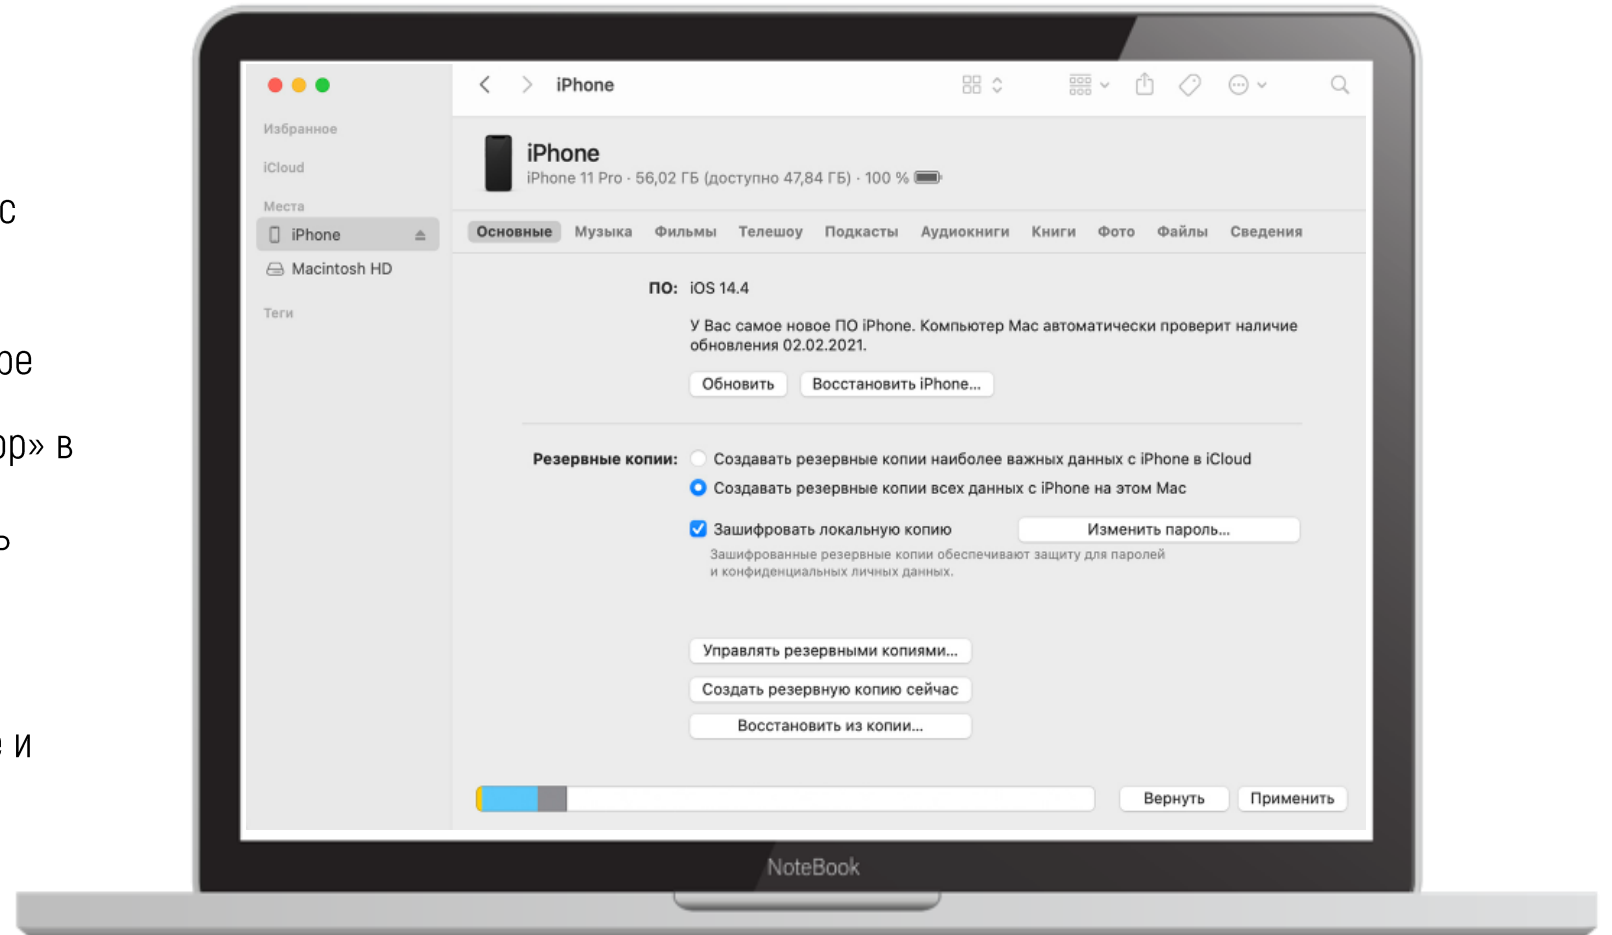 с
ре
ор» в
ь
е и
iPhone
Избранное
iCloud
Места
iPhone
Macintosh HD
Теги
iPhone
iPhone 11 Pro · 56,02 ГБ (доступно 47,84 ГБ) · 100 %
Основные Музыка Фильмы Телешоу Подкасты Аудиокниги Книги Фото Файлы Сведения
ПО: iOS 14.4
У Вас самое новое ПО iPhone. Компьютер Mac автоматически проверит наличие
обновления 02.02.2021.
Обновить Восстановить iPhone...
Резервные копии: Создавать резервные копии наиболее важных данных с iPhone в iCloud
Создавать резервные копии всех данных с iPhone на этом Mac
Зашифровать локальную копию Изменить пароль...
Зашифрованные резервные копии обеспечивают защиту для паролей
и конфиденциальных личных данных.
Управлять резервными копиями...
Создать резервную копию сейчас
Восстановить из копии...
Вернуть Применить
NoteBook